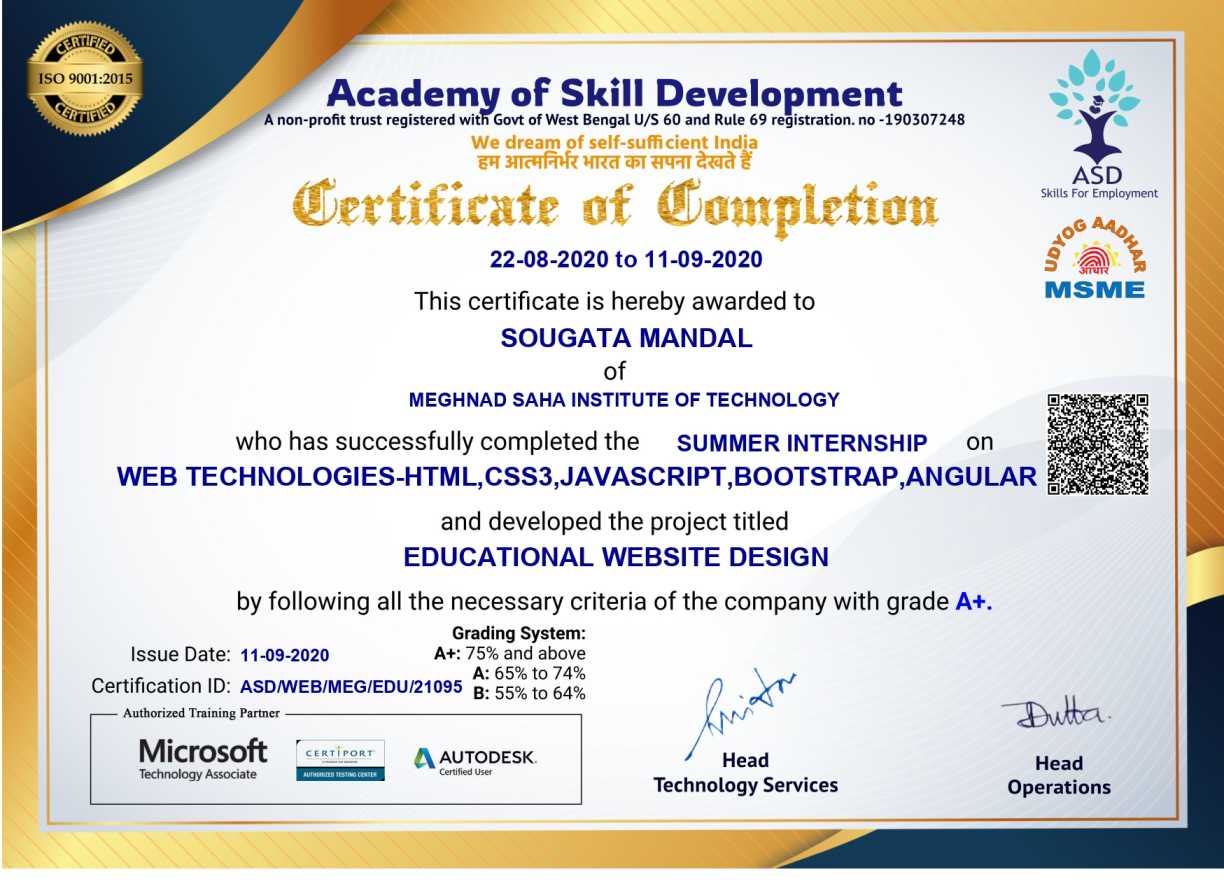 CERTIFIED
ISO 9001:2015
CERTIFIED
Academy of Skill Development
A non-profit trust registered with Govt of West Bengal U/S 60 and Rule 69 registration. no -190307248
We dream of self-sufficient India
हम आत्मनिर्भर भारत का सपना देखते हैं
ASD
Skills For Employment
Certificate of Completion
UDYOG AADHAR
आधार
MSME
22-08-2020 to 11-09-2020
This certificate is hereby awarded to
SOUGATA MANDAL
of
MEGHNAD SAHA INSTITUTE OF TECHNOLOGY
who has successfully completed the SUMMER INTERNSHIP on
WEB TECHNOLOGIES-HTML,CSS3,JAVASCRIPT,BOOTSTRAP,ANGULAR
and developed the project titled
EDUCATIONAL WEBSITE DESIGN
by following all the necessary criteria of the company with grade A+.
Grading System:
A+: 75% and above
A: 65% to 74%
B: 55% to 64%
Issue Date: 11-09-2020
Certification ID: ASD/WEB/MEG/EDU/21095
Authorized Training Partner
Microsoft
Technology Associate
CERTIPORT
AUTHORIZED TESTING CENTER
AUTODESK.
Certified User
Head
Technology Services
Dutta.
Head
Operations